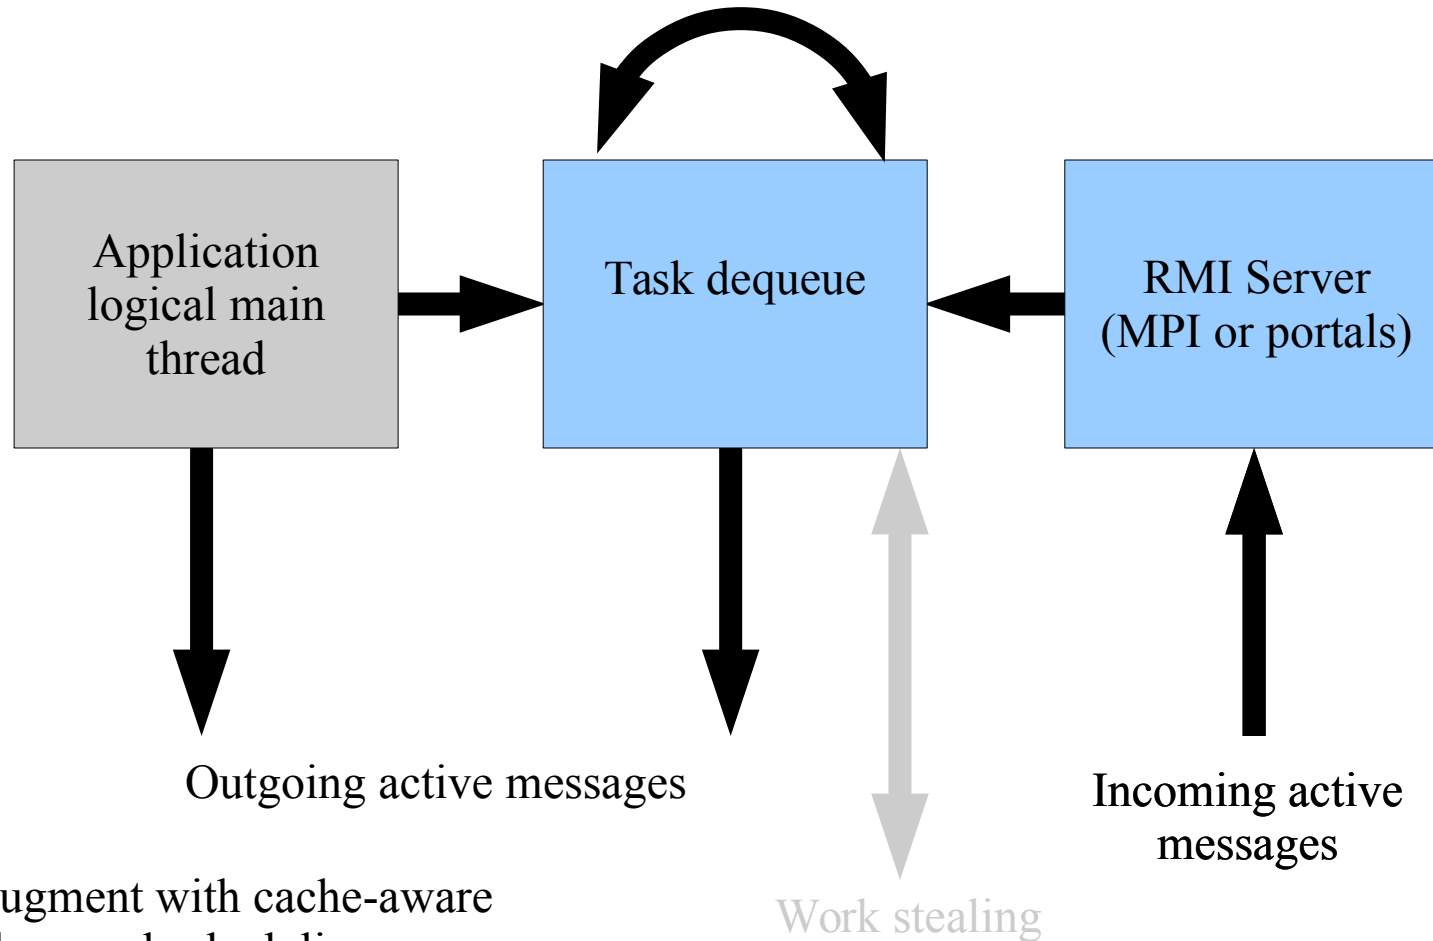 Application
logical main
thread
Task dequeue
RMI Server
(MPI or portals)
Outgoing active messages
Incoming active
messages
with cache-aware
Work stealing